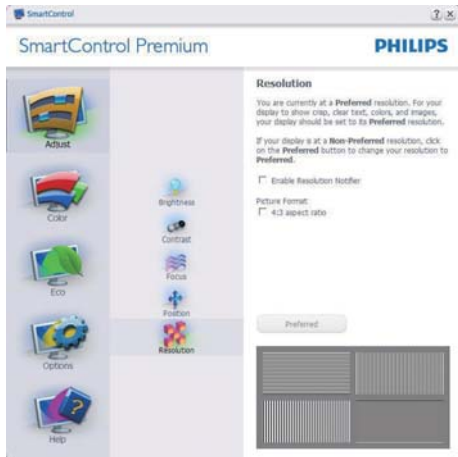 SmartControl
SmartControl Premium
PHILIPS
Adjust
Color
Eco
Options
Help
Brightness
Contrast
Focus
Position
Resolution
Resolution
You are currently at a Preferred resolution. For your
display to show crisp, clear text, colors, and images,
your display should be set to its Preferred resolution.
If your display is at a Non-Preferred resolution, click
on the Preferred button to change your resolution to
Preferred.
Enable Resolution Notifier
Picture Format:
4:3 aspect ratio
Preferred